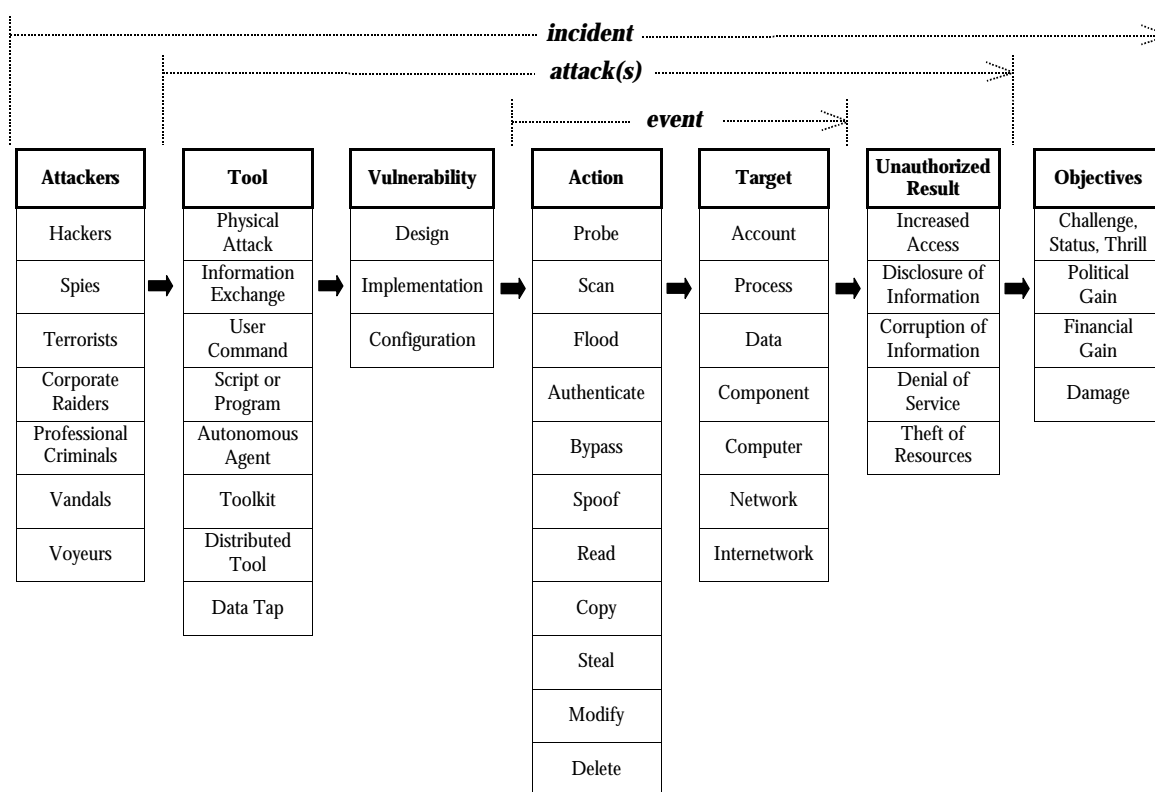 incident
attack(s)
event
Attackers
Hackers
Spies
Terrorists
Corporate
Raiders
Professional
Criminals
Vandals
Voyeurs
Tool
Physical
Attack
Information
Exchange
User
Command
Script or
Program
Autonomous
Agent
Toolkit
Distributed
Tool
Data Tap
Vulnerability
Design
Implementation
Configuration
Action
Probe
Scan
Flood
Authenticate
Bypass
Spoof
Read
Copy
Steal
Modify
Delete
Target
Account
Process
Data
Component
Computer
Network
Internetwork
Unauthorized
Result
Increased
Access
Disclosure of
Information
Corruption of
Information
Denial of
Service
Theft of
Resources
Objectives
Challenge,
Status, Thrill
Political
Gain
Financial
Gain
Damage